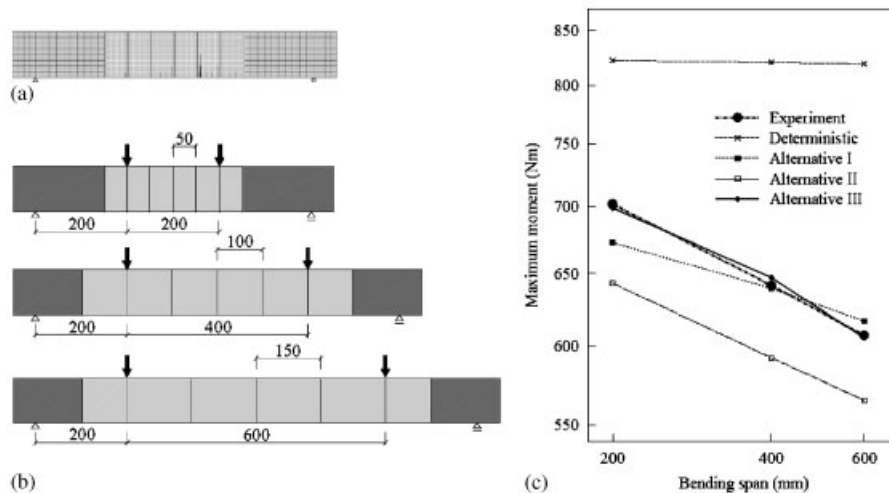 (a)
50
200
200
100
200
400
150
200
600
(b)
850
800
750
700
650
600
550
Maximum moment (Nm)
Experiment
Deterministic
Alternative I
Alternative II
Alternative III
200
400
600
Bending span (mm)
(c)